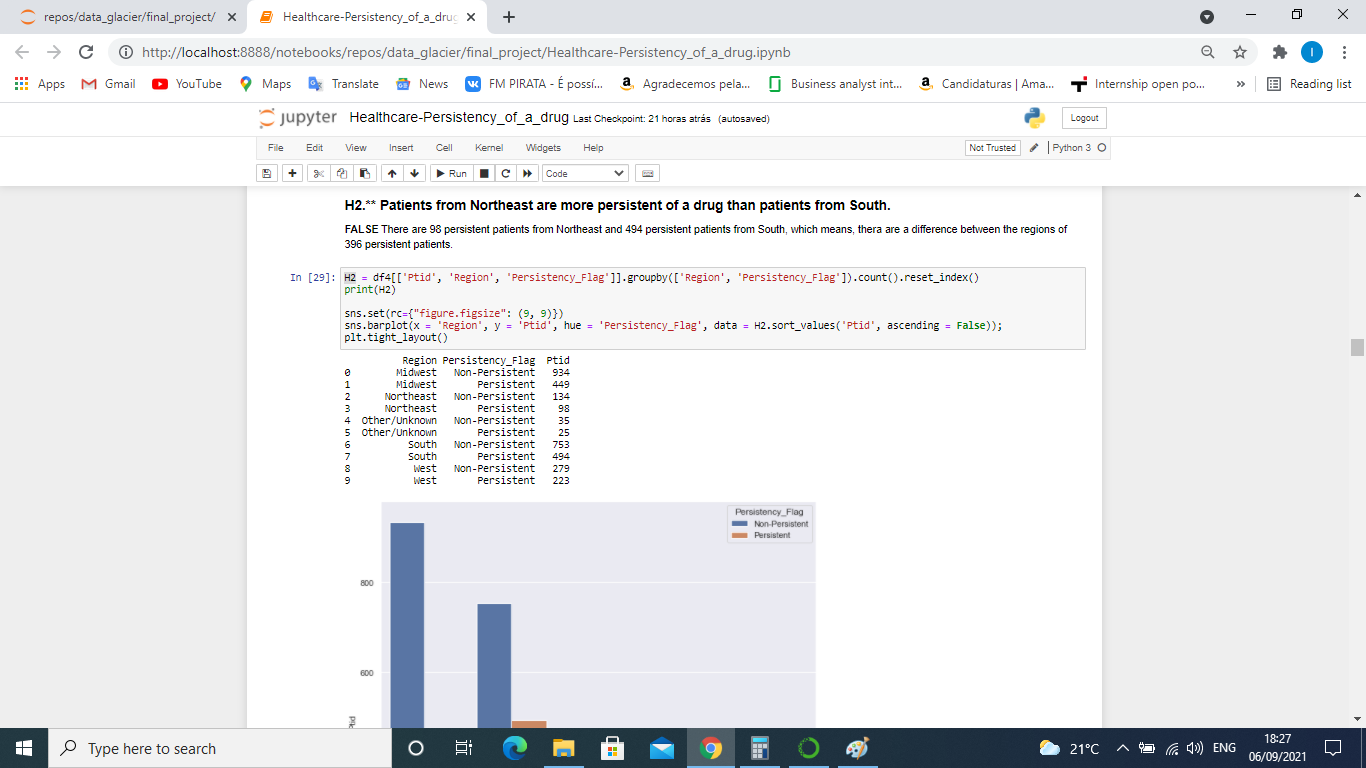 repos/data_glacier/final_project/
Healthcare-Persistency_of_a_drug
http://localhost:8888/notebooks/repos/data_glacier/final_project/Healthcare-Persistency_of_a_drug.ipynb
I
Apps Gmail YouTube Maps Translate News FM PIRATA - É possí... Agradecemos pela... Business analyst int... Candidaturas | Ama... Internship open po... » Reading list
jupyter Healthcare-Persistency_of_a_drug Last Checkpoint: 21 horas atrás (autosaved)
Logout
File Edit View Insert Cell Kernel Widgets Help
Not Trusted Python 3
Run Code
H2.** Patients from Northeast are more persistent of a drug than patients from South.
FALSE There are 98 persistent patients from Northeast and 494 persistent patients from South, which means, thera are a difference between the regions of
396 persistent patients.
In [29]: H2 = df4[['Ptid', 'Region', 'Persistency_Flag']].groupby(['Region', 'Persistency_Flag']).count().reset_index()
print(H2)
sns.set(rc={"figure.figsize": (9, 9)})
sns.barplot(x = 'Region', y = 'Ptid', hue = 'Persistency_Flag', data = H2.sort_values('Ptid', ascending = False));
plt.tight_layout()
Region Persistency_Flag Ptid
0 Midwest Non-Persistent 934
1 Midwest Persistent 449
2 Northeast Non-Persistent 134
3 Northeast Persistent 98
4 Other/Unknown Non-Persistent 35
5 Other/Unknown Persistent 25
6 South Non-Persistent 753
7 South Persistent 494
8 West Non-Persistent 279
9 West Persistent 223
Persistency_Flag
Non-Persistent
Persistent
800
600
Ptid
Type here to search
21°C
ENG
18:27
06/09/2021